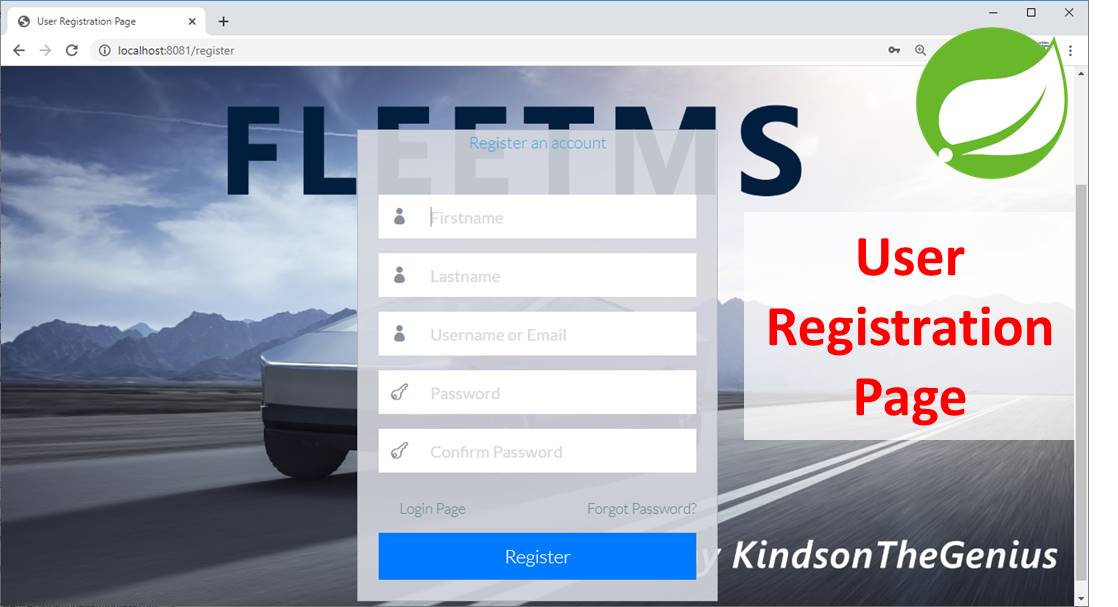 User Registration Page
localhost:8081/register
FLEETMS
Register an account
Firstname
Lastname
Username or Email
Password
Confirm Password
Login Page
Forgot Password?
Register
User
Registration
Page
y KindsonTheGenius